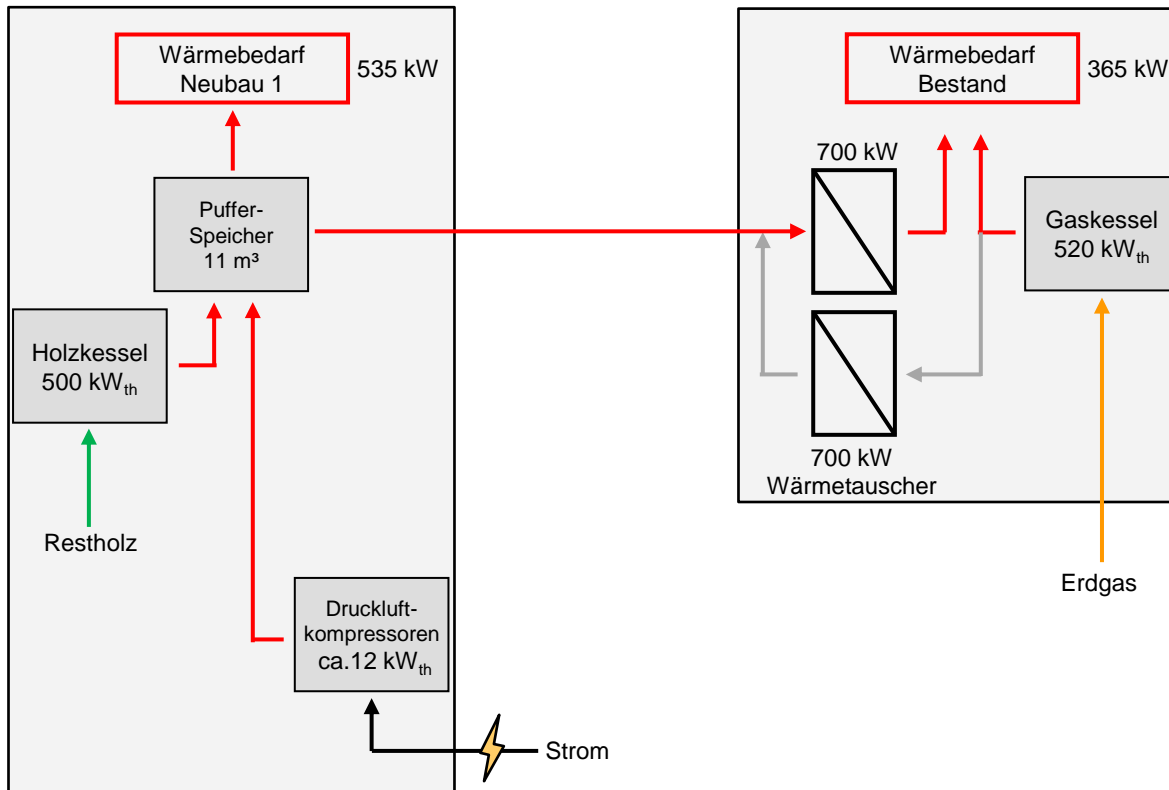 Wärmebedarf
Neubau 1
535 kW
Puffer-
Speicher
11 m³
Holzkessel
500 kWth
Restholz
Druckluft-
kompressoren
ca.12 kWth
Strom
Wärmebedarf
Bestand
365 kW
700 kW
Gaskessel
520 kWth
700 kW
Wärmetauscher
Erdgas